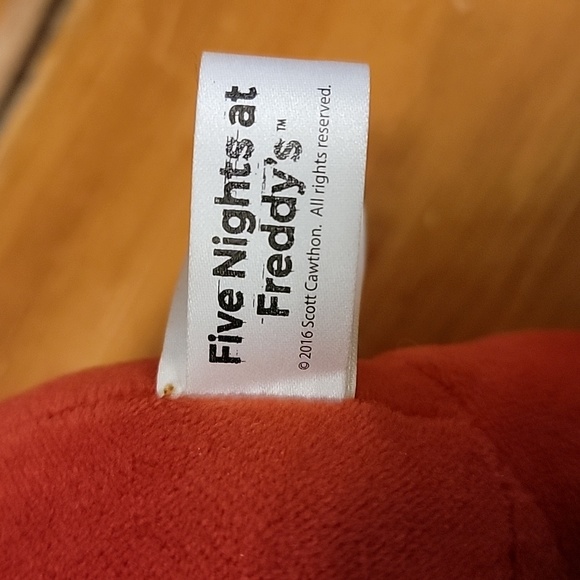 Five Nights at
Freddy's™
© 2016 Scott Cawthon. All rights reserved.